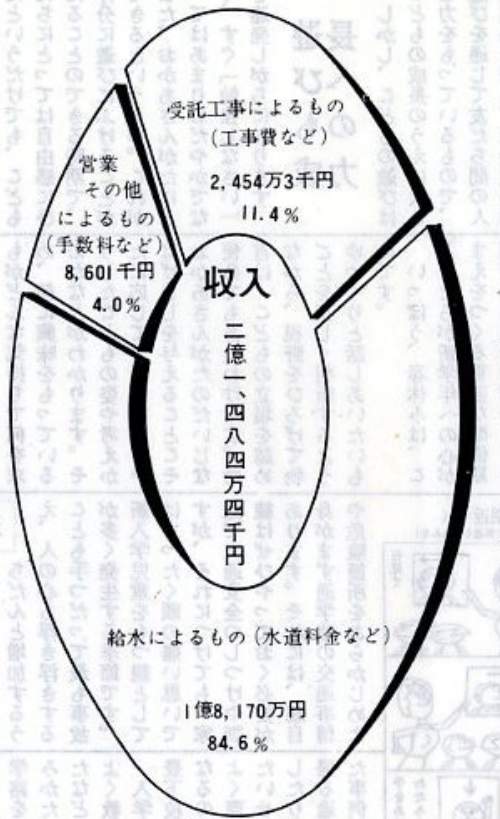 受託工事によるもの
(工事費など)
2,454万3千円
11.4%
営業
その他
によるもの
(手数料など)
8,601千円
4.0%
収入
二億一、四八四万四千円
給水によるもの(水道料金など)
1億8,170万円
84.6%